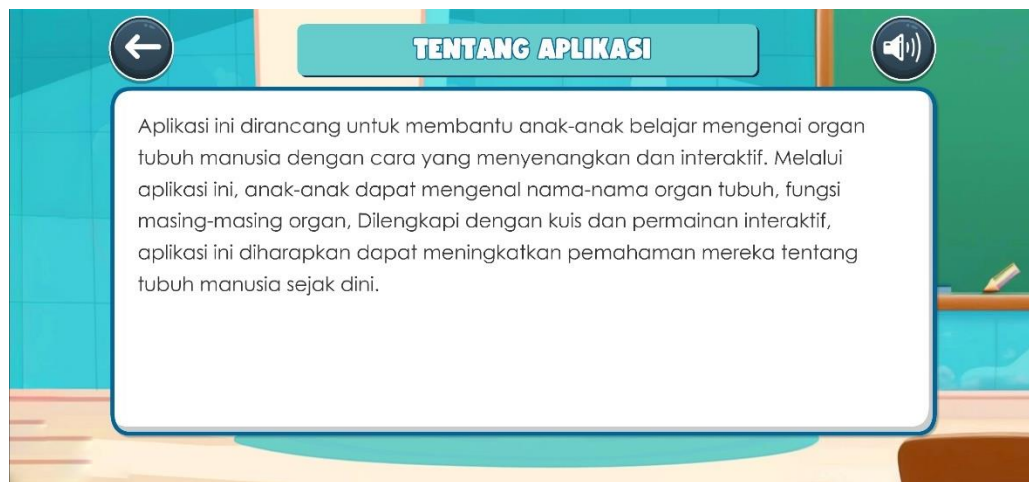 TENTANG APLIKASI
Aplikasi ini dirancang untuk membantu anak-anak belajar mengenai organ
tubuh manusia dengan cara yang menyenangkan dan interaktif. Melalui
aplikasi ini, anak-anak dapat mengenal nama-nama organ tubuh, fungsi
masing-masing organ, Dilengkapi dengan kuis dan permainan interaktif,
aplikasi ini diharapkan dapat meningkatkan pemahaman mereka tentang
tubuh manusia sejak dini.